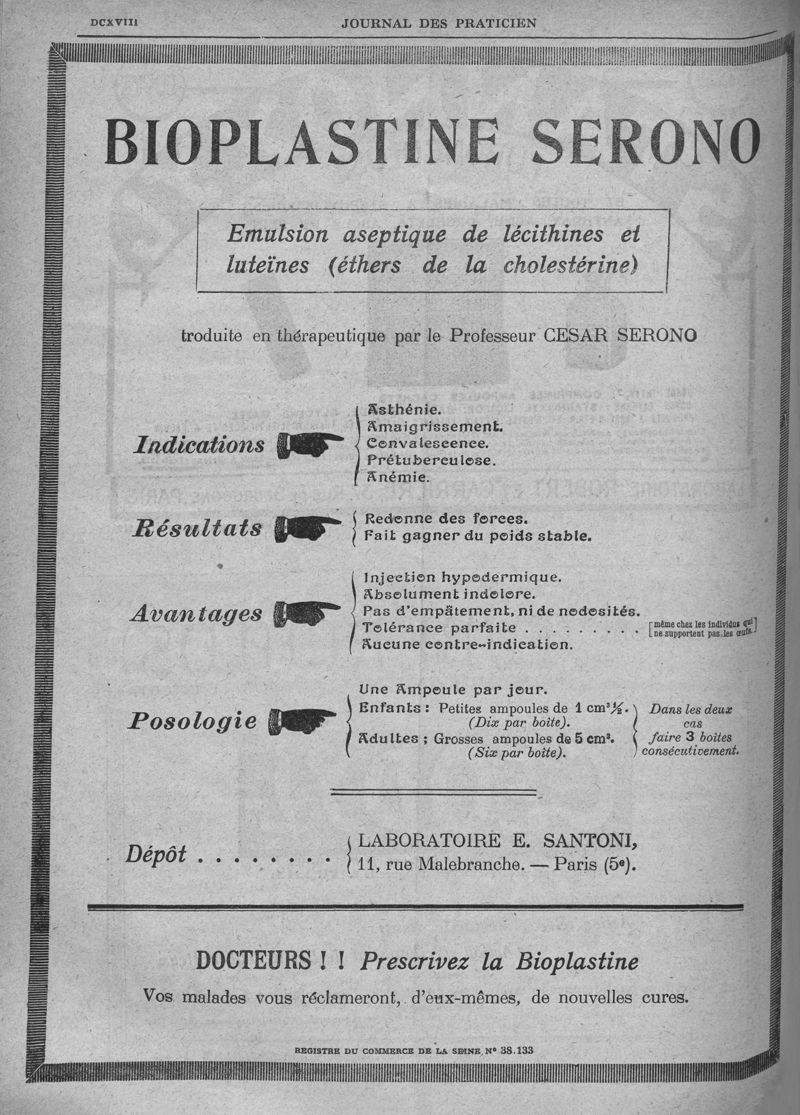 DCXVIII
JOURNAL DES PRATICIEN
BIOPLASTINE SERONO
Emulsion aseptique de lécithines et
luteïnes (éthers de la cholestérine)
troduite en thérapeutique par le Professeur CESAR SERONO
Indications
Asthénie.
Amaigrissement.
Convalescence.
Prétuberculose.
Anémie.
Résultats
Redonne des forces.
Fait gagner du poids stable.
Avantages
Injection hypodermique.
Absolument indolore.
Pas d'empâtement, ni de nodosités.
Tolérance parfaite . . . . . . . . . [même chez les individus qui
ne supportent pas les œufs.]
Aucune contre-indication.
Posologie
Une Ampoule par jour.
Enfants : Petites ampoules de 1 cm³ ½.
(Dix par boite).
Adultes ; Grosses ampoules de 5 cm³.
(Six par boite).
Dans les deux
cas
faire 3 boites
consécutivement.
Dépôt . . . . . . . .
LABORATOIRE E. SANTONI,
11, rue Malebranche. — Paris (5e).
DOCTEURS ! ! Prescrivez la Bioplastine
Vos malades vous réclameront, d'eux-mêmes, de nouvelles cures.
REGISTRE DU COMMERCE DE LA SEINE N° 38.133